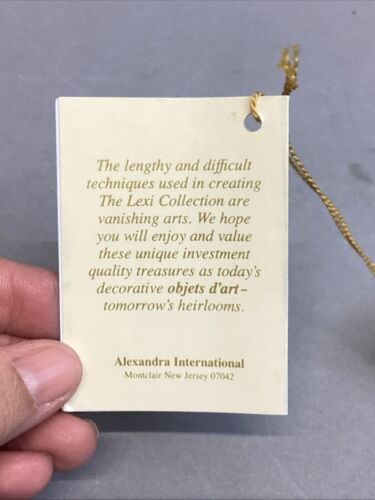 The lengthy and difficult
techniques used in creating
The Lexi Collection are
vanishing arts. We hope
you will enjoy and value
these unique investment
quality treasures as today's
decorative objets d'art–
tomorrow's heirlooms.
Alexandra International
Montclair New Jersey 07042